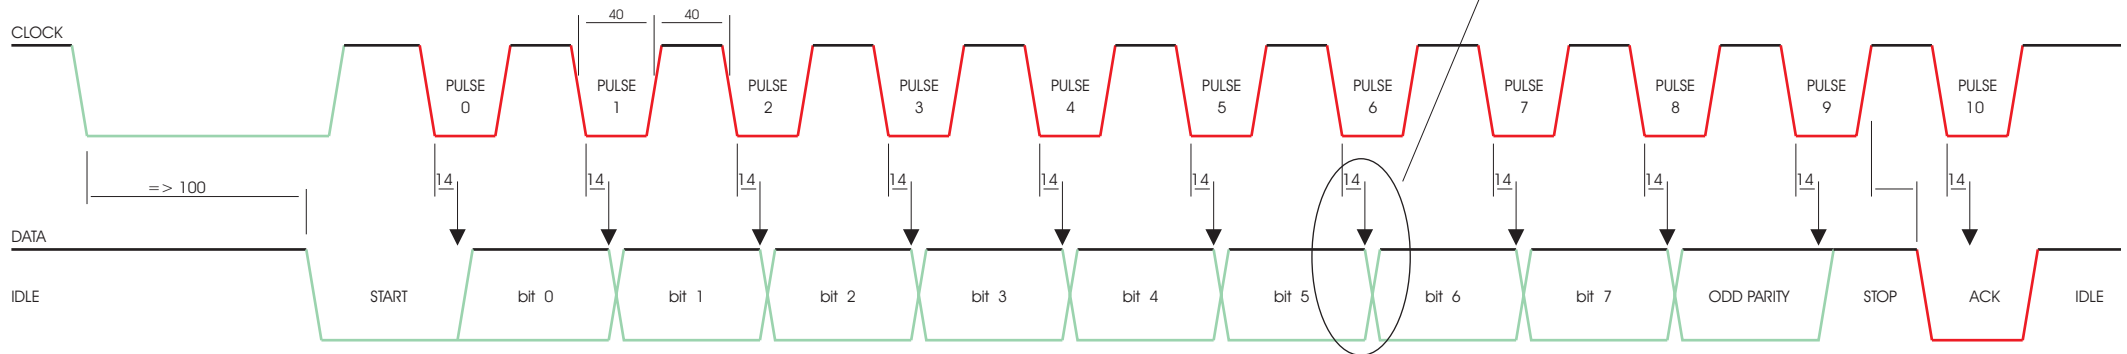 40 40
CLOCK
PULSE PULSE PULSE PULSE PULSE PULSE PULSE PULSE PULSE PULSE PULSE
0 1 2 3 4 5 6 7 8 9 10
14 14 14 14 14 14 14 14 14 14 14
=> 100
DATA
IDLE START bit 0 bit 1 bit 2 bit 3 bit 4 bit 5 bit 6 bit 7 ODD PARITY STOP ACK IDLE